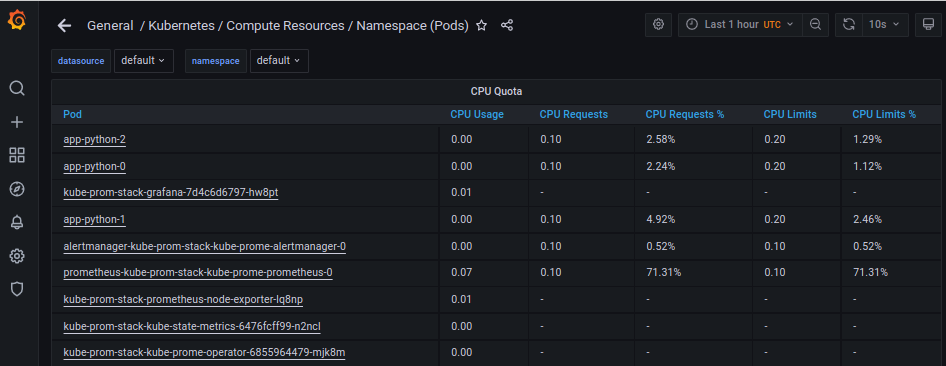 General / Kubernetes / Compute Resources / Namespace (Pods) Last 1 hour UTC 10s
datasource default namespace default
CPU Quota
Pod CPU Usage CPU Requests CPU Requests % CPU Limits CPU Limits %
app-python-2 0.00 0.10 2.58% 0.20 1.29%
app-python-0 0.00 0.10 2.24% 0.20 1.12%
kube-prom-stack-grafana-7d4c6d6797-hw8pt 0.01 - - - -
app-python-1 0.00 0.10 4.92% 0.20 2.46%
alertmanager-kube-prom-stack-kube-prome-alertmanager-0 0.00 0.10 0.52% 0.10 0.52%
prometheus-kube-prom-stack-kube-prome-prometheus-0 0.07 0.10 71.31% 0.10 71.31%
kube-prom-stack-prometheus-node-exporter-lq8np 0.01 - - - -
kube-prom-stack-kube-state-metrics-6476fcff99-n2ncl 0.00 - - - -
kube-prom-stack-kube-prome-operator-6855964479-mjk8m 0.00 - - - -